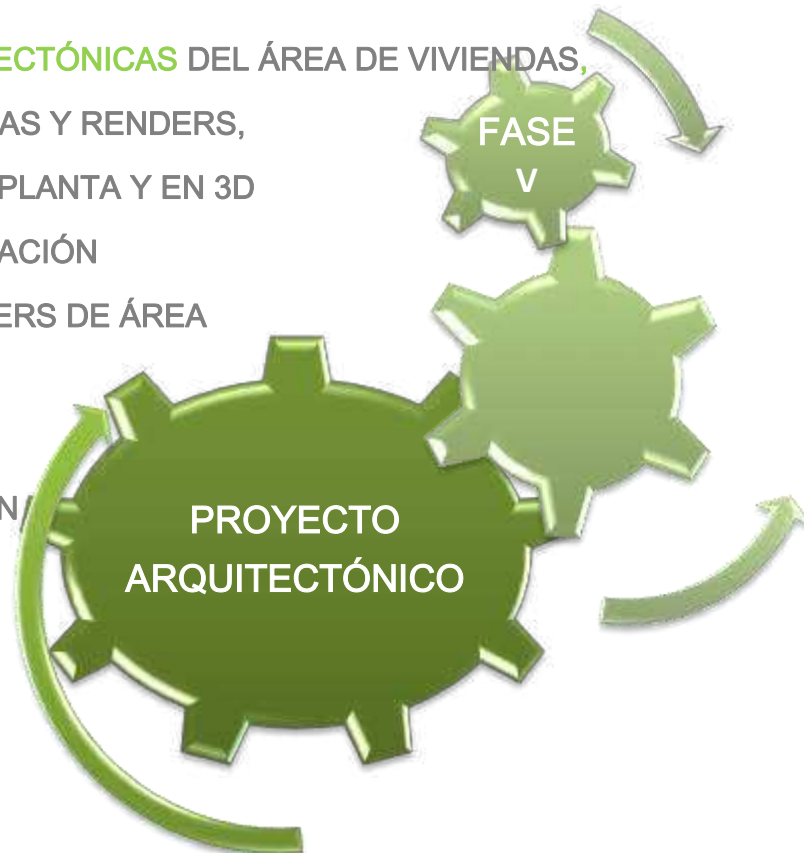 ECTÓNICAS DEL ÁREA DE VIVIENDAS,
AS Y RENDERS,
PLANTA Y EN 3D
ACIÓN
ERS DE ÁREA
N/
FASE
V
PROYECTO
ARQUITECTÓNICO